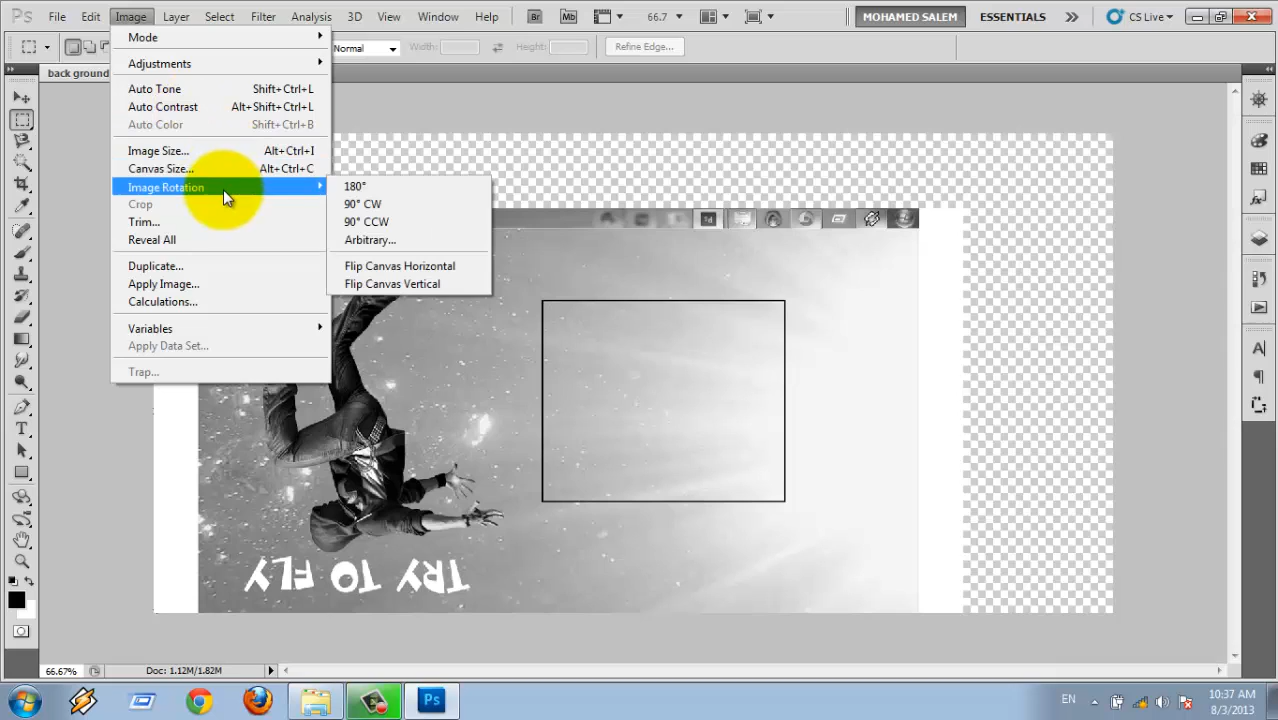 Ps File Edit Image Layer Select Filter Analysis 3D View Window Help Br Mb 66.7 MOHAMED SALEM ESSENTIALS CS Live
Normal Width: Height: Refine Edge...
back ground
Mode
Adjustments
Auto Tone Shift+Ctrl+L
Auto Contrast Alt+Shift+Ctrl+L
Auto Color Shift+Ctrl+B
Image Size... Alt+Ctrl+I
Canvas Size... Alt+Ctrl+C
Image Rotation
Crop
Trim...
Reveal All
Duplicate...
Apply Image...
Calculations...
Variables
Apply Data Set...
Trap...
180°
90° CW
90° CCW
Arbitrary...
Flip Canvas Horizontal
Flip Canvas Vertical
TRY TO FLY
66.67% Doc: 1.12M/1.82M
Ps EN 10:37 AM
8/3/2013